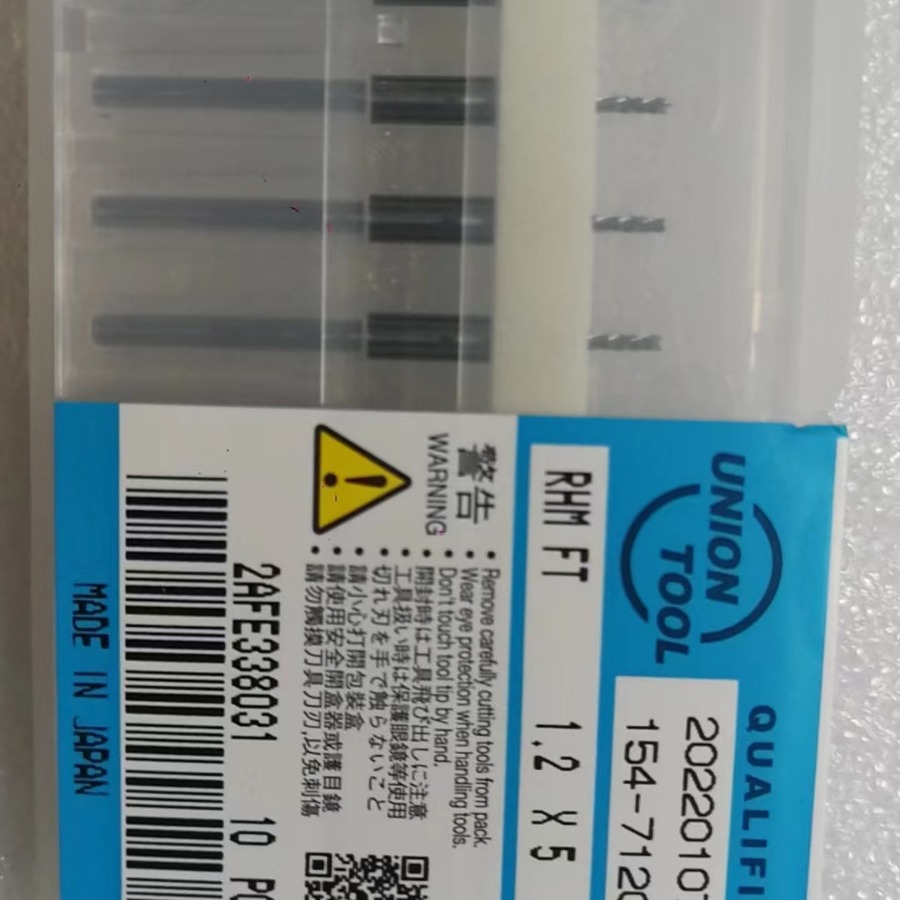 UNION
TOOL
QUALIFI
2022010
154-712
RHM FT 1.2 X 5
警告
WARNING
• Remove carefully cutting tools from pack.
• Wear eye protection when handling tools.
• Don't touch tool tip by hand.
• 開封時は工具飛び出しに注意
• 工具扱い時は保護眼鏡等使用
• 切れ刃を手で触らないこと
• 請小心打開包裝盒
• 請使用安全開盒器或護目鏡
• 請勿觸摸刀具刀刃,以免刺傷
2AFE338031 10 PC
MADE IN JAPAN